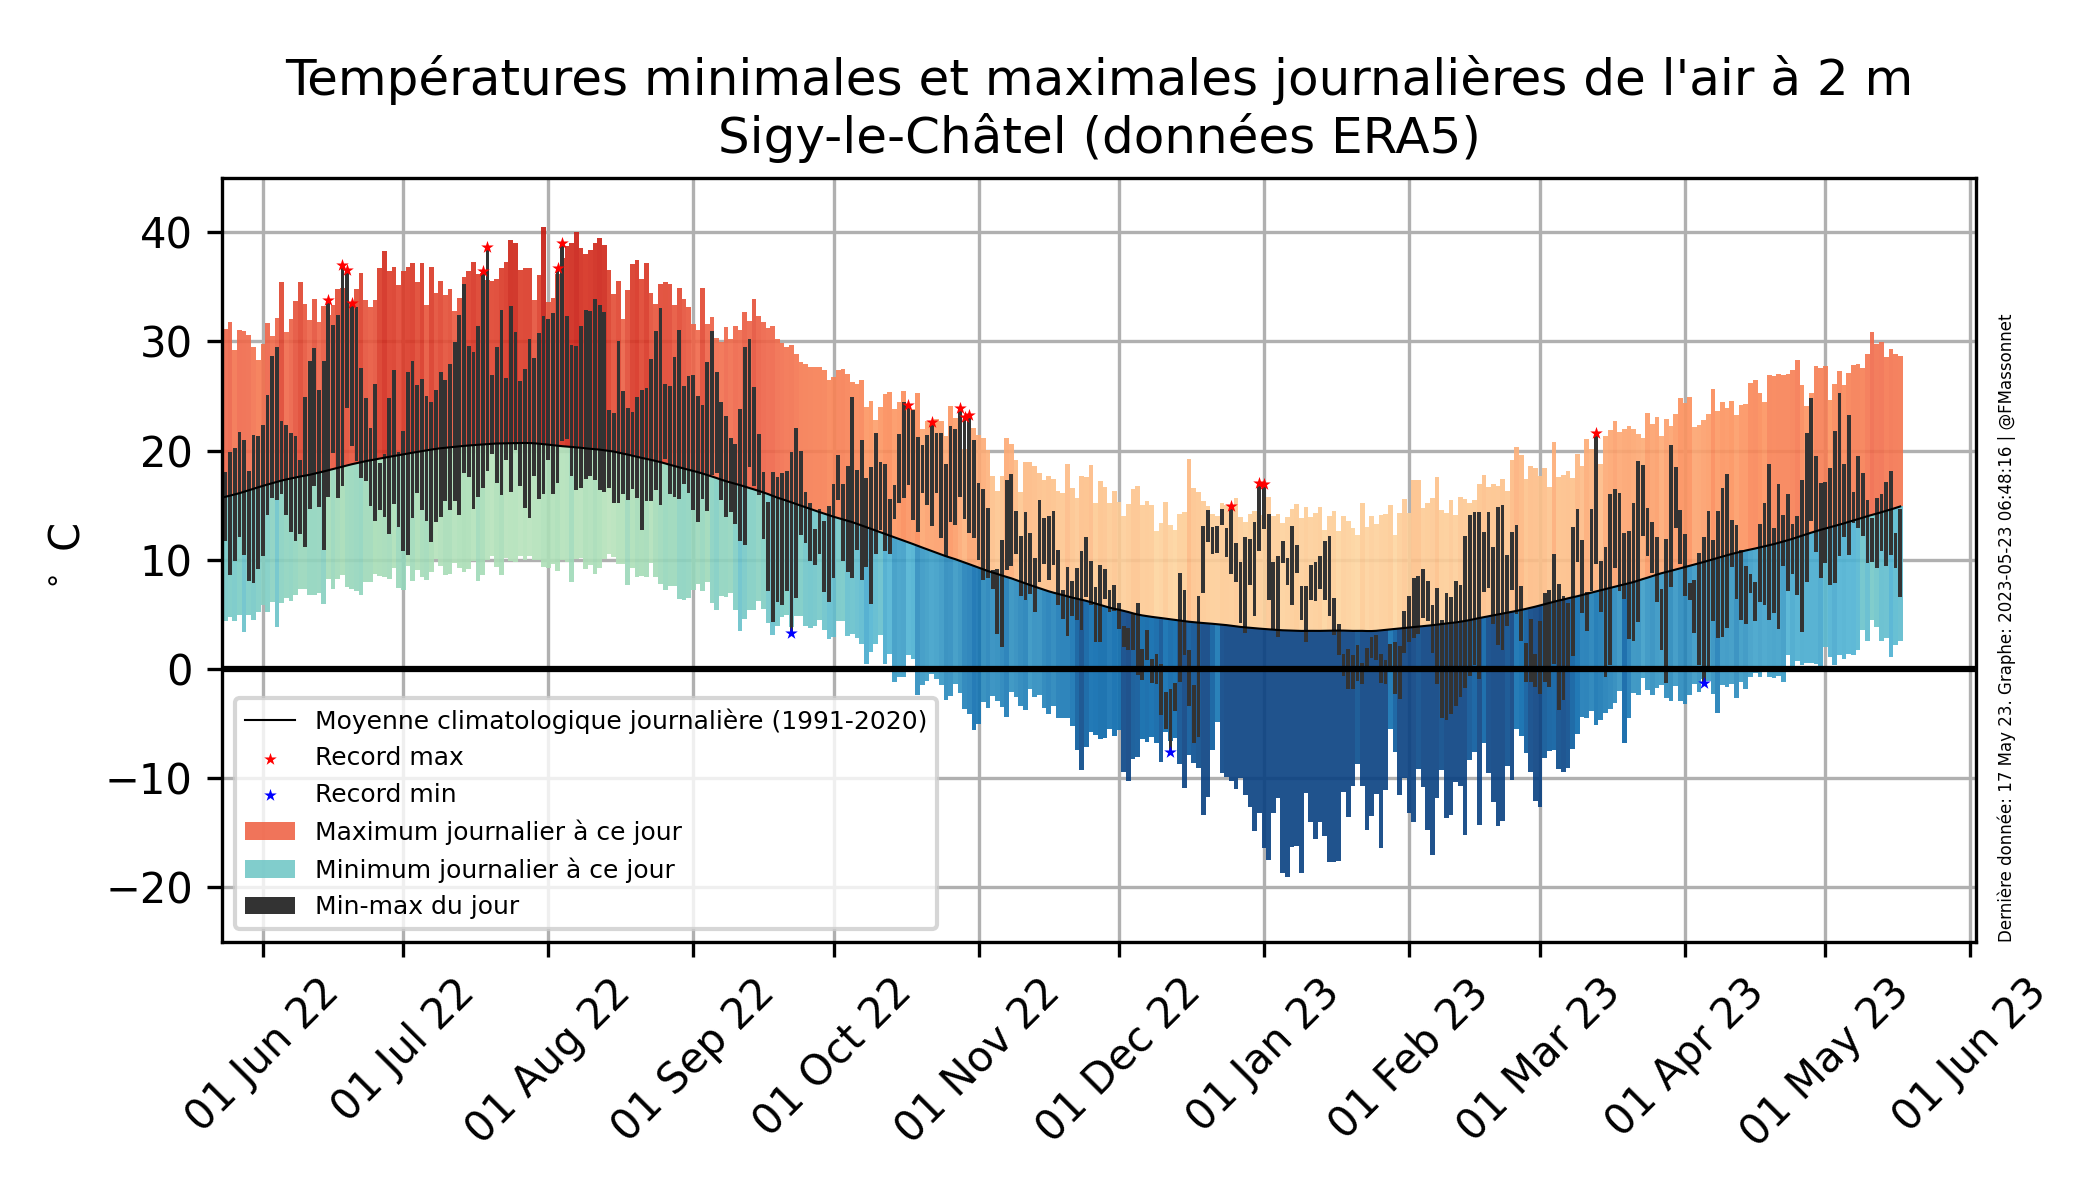 Températures minimales et maximales journalières de l'air à 2 m
Sigy-le-Châtel (données ERA5)
° C
40
30
20
10
0
−10
−20
Moyenne climatologique journalière (1991-2020)
Record max
Record min
Maximum journalier à ce jour
Minimum journalier à ce jour
Min-max du jour
01 Jun 22
01 Jul 22
01 Aug 22
01 Sep 22
01 Oct 22
01 Nov 22
01 Dec 22
01 Jan 23
01 Feb 23
01 Mar 23
01 Apr 23
01 May 23
01 Jun 23
Dernière donnée: 17 May 23. Graphe: 2023-05-23 06:48:16 | @FMassonnet